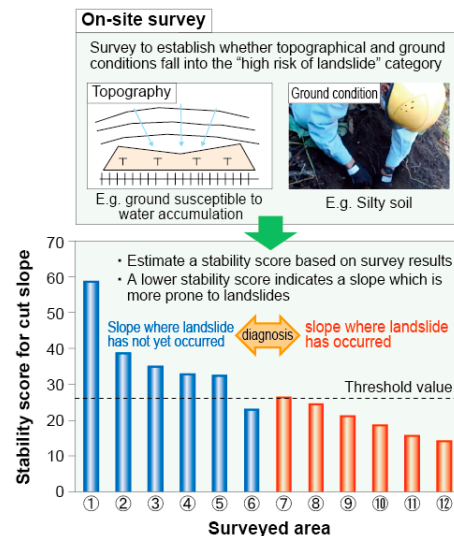 On-site survey
Survey to establish whether topographical and ground
conditions fall into the “high risk of landslide” category
Topography
T T T T
E.g. ground susceptible to
water accumulation
Ground condition
E.g. Silty soil
・Estimate a stability score based on survey results
・A lower stability score indicates a slope which is
more prone to landslides
Slope where landslide
has not yet occurred
diagnosis
slope where landslide
has occurred
Threshold value
Stability score for cut slope
70
60
50
40
30
20
10
0
① ② ③ ④ ⑤ ⑥ ⑦ ⑧ ⑨ ⑩ ⑪ ⑫
Surveyed area